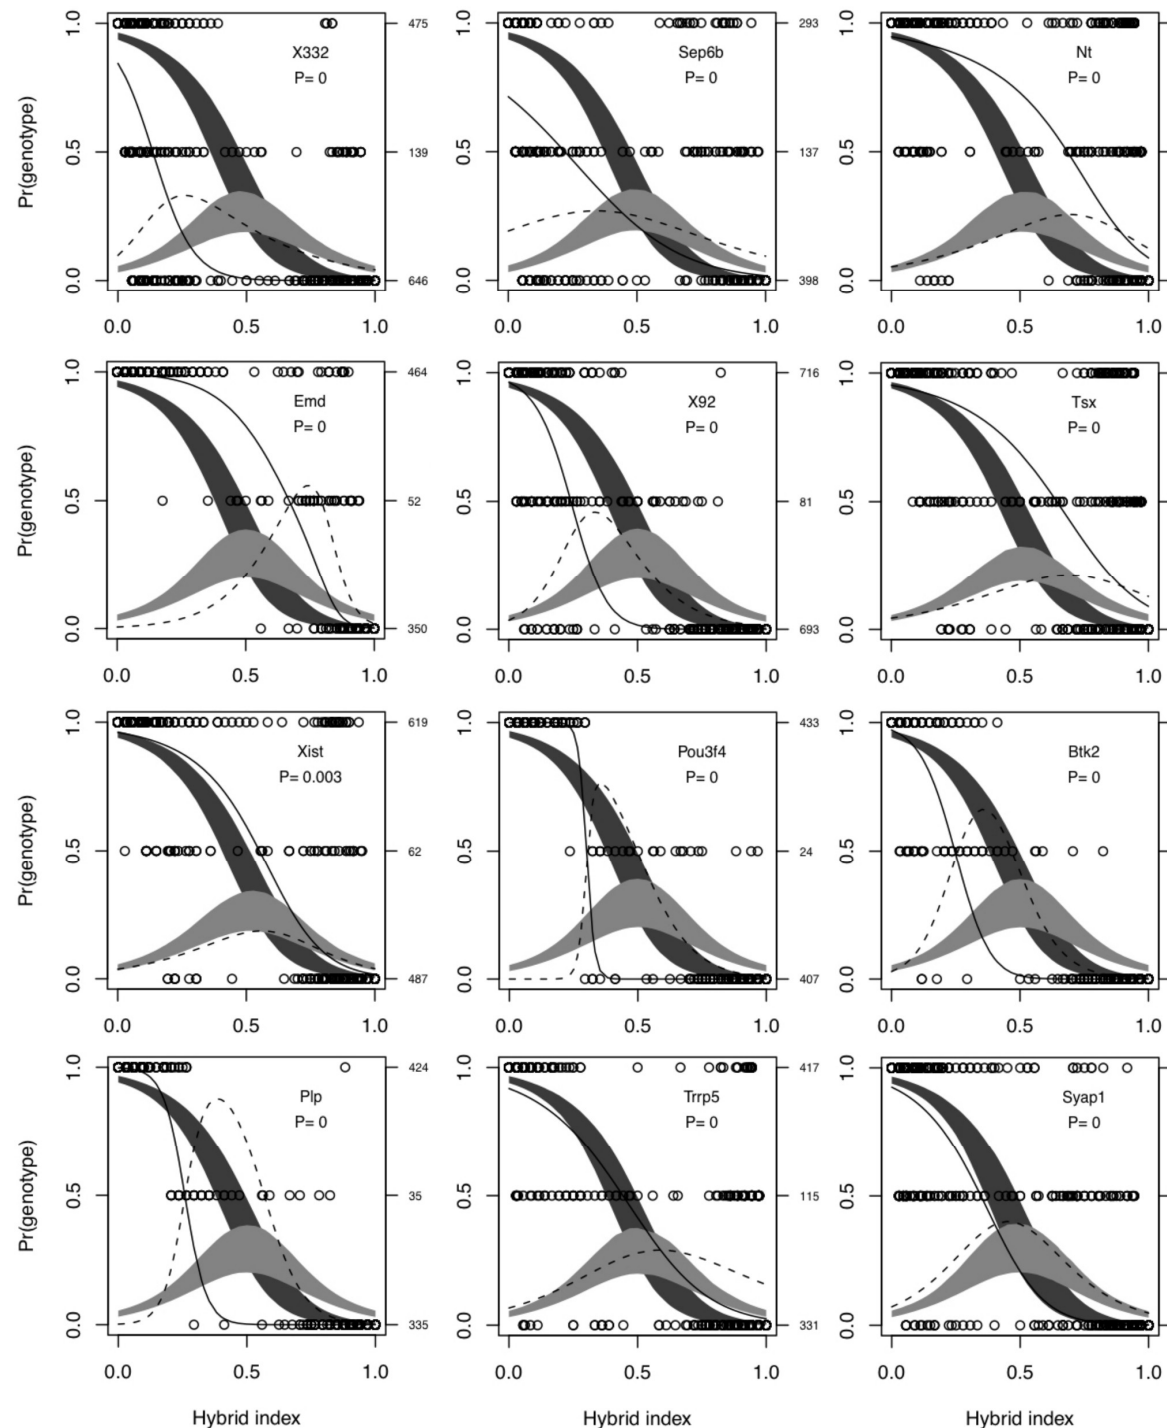 Pr(genotype)
0.0 0.5 1.0
X332
P= 0
475
139
646
0.0 0.5 1.0
0.0 0.5 1.0
Sep6b
P= 0
293
137
398
0.0 0.5 1.0
0.0 0.5 1.0
Nt
P= 0
0.0 0.5 1.0
Pr(genotype)
0.0 0.5 1.0
Emd
P= 0
464
52
350
0.0 0.5 1.0
0.0 0.5 1.0
X92
P= 0
716
81
693
0.0 0.5 1.0
0.0 0.5 1.0
Tsx
P= 0
0.0 0.5 1.0
Pr(genotype)
0.0 0.5 1.0
Xist
P= 0.003
619
62
487
0.0 0.5 1.0
0.0 0.5 1.0
Pou3f4
P= 0
433
24
407
0.0 0.5 1.0
0.0 0.5 1.0
Btk2
P= 0
0.0 0.5 1.0
Pr(genotype)
0.0 0.5 1.0
Plp
P= 0
424
35
335
0.0 0.5 1.0
Hybrid index
0.0 0.5 1.0
Trrp5
P= 0
417
115
331
0.0 0.5 1.0
Hybrid index
0.0 0.5 1.0
Syap1
P= 0
0.0 0.5 1.0
Hybrid index